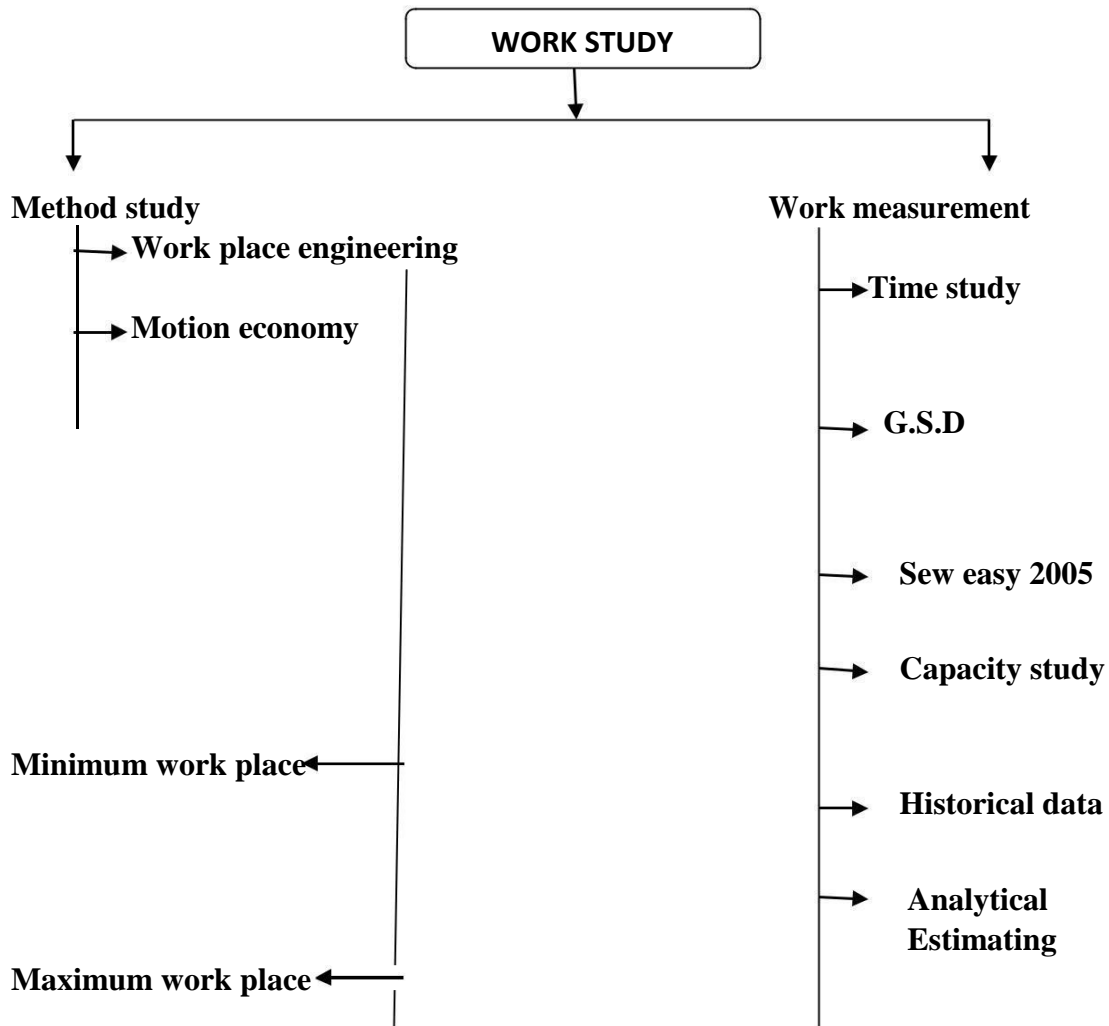 WORK STUDY
Method study
Work place engineering
Motion economy
Minimum work place
Maximum work place
Work measurement
Time study
G.S.D
Sew easy 2005
Capacity study
Historical data
Analytical
Estimating